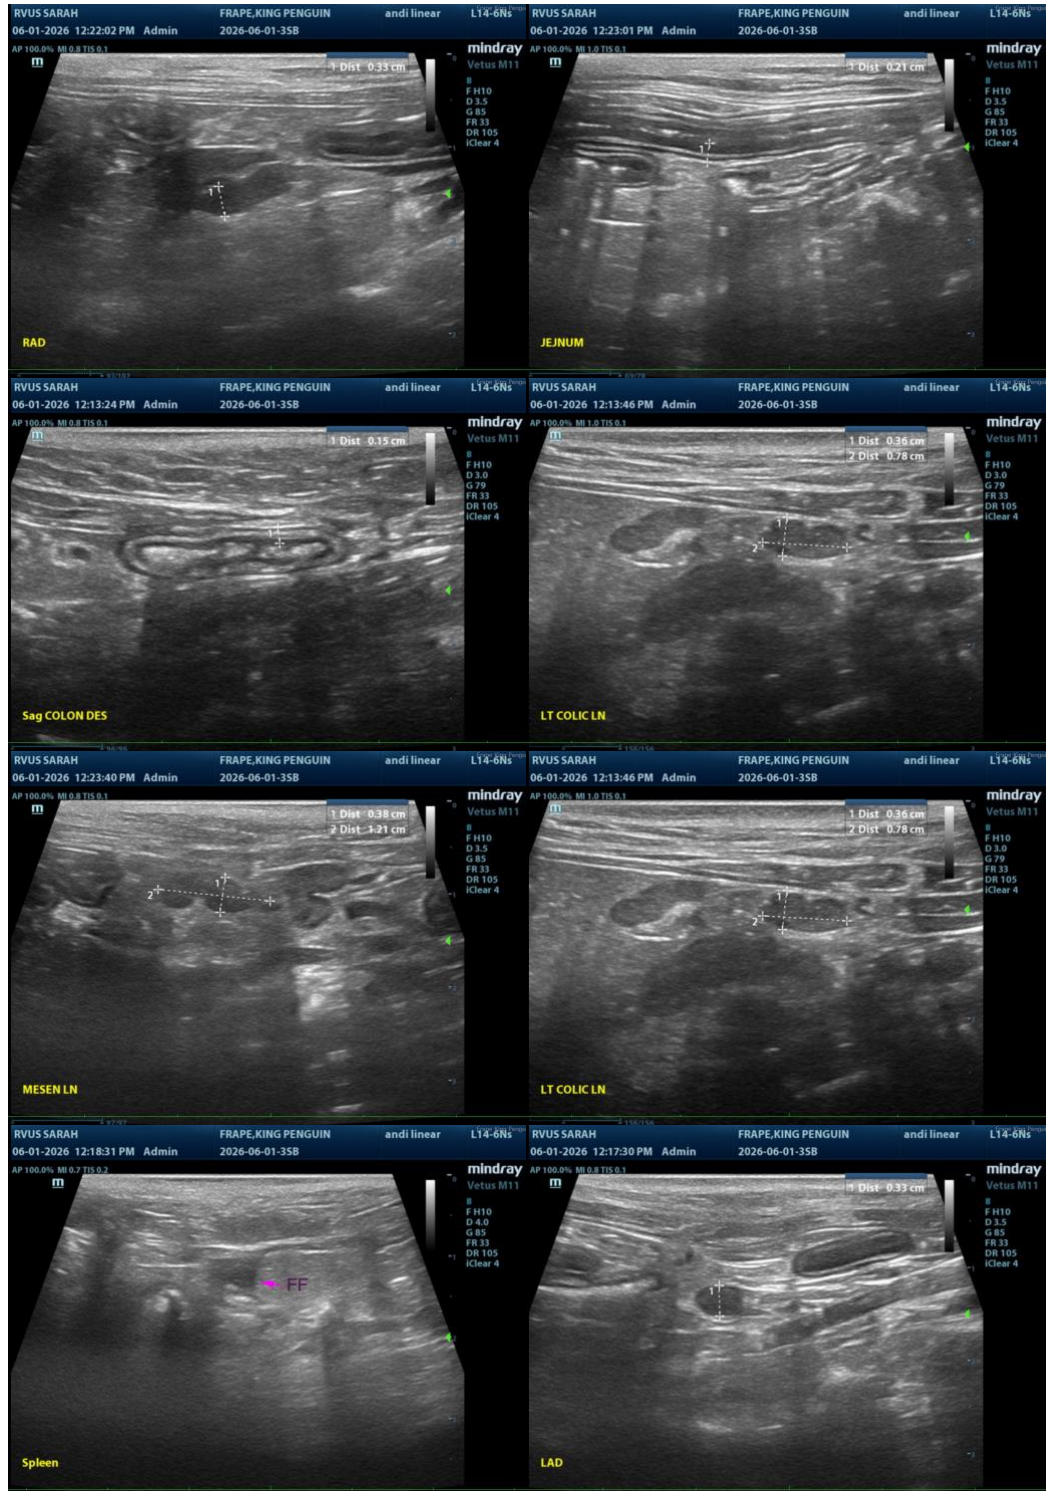 RVUS SARAH FRAPE,KING PENGUIN andi linear L14-6Ns
06-01-2026 12:22:02 PM Admin 2026-06-01-3SB
AP 100.0% MI 0.8 TIS 0.1
mindray
Vetus M11
m
1 Dist 0.33 cm
B
F H10
D 3.5
G 85
FR 33
DR 105
iClear 4
1
RAD
RVUS SARAH FRAPE,KING PENGUIN andi linear L14-6Ns
06-01-2026 12:23:01 PM Admin 2026-06-01-3SB
AP 100.0% MI 1.0 TIS 0.1
mindray
Vetus M11
m
1 Dist 0.21 cm
B
F H10
D 3.5
G 85
FR 33
DR 105
iClear 4
1
JEJNUM
RVUS SARAH FRAPE,KING PENGUIN andi linear L14-6Ns
06-01-2026 12:13:24 PM Admin 2026-06-01-3SB
AP 100.0% MI 0.8 TIS 0.1
mindray
Vetus M11
m
1 Dist 0.15 cm
B
F H10
D 3.0
G 79
FR 33
DR 105
iClear 4
1
Sag COLON DES
RVUS SARAH FRAPE,KING PENGUIN andi linear L14-6Ns
06-01-2026 12:13:46 PM Admin 2026-06-01-3SB
AP 100.0% MI 1.0 TIS 0.1
mindray
Vetus M11
m
1 Dist 0.36 cm
2 Dist 0.78 cm
B
F H10
D 3.0
G 79
FR 33
DR 105
iClear 4
1
2
LT COLIC LN
RVUS SARAH FRAPE,KING PENGUIN andi linear L14-6Ns
06-01-2026 12:23:40 PM Admin 2026-06-01-3SB
AP 100.0% MI 0.8 TIS 0.1
mindray
Vetus M11
m
1 Dist 0.38 cm
2 Dist 1.21 cm
B
F H10
D 3.5
G 85
FR 33
DR 105
iClear 4
1
2
MESEN LN
RVUS SARAH FRAPE,KING PENGUIN andi linear L14-6Ns
06-01-2026 12:13:46 PM Admin 2026-06-01-3SB
AP 100.0% MI 1.0 TIS 0.1
mindray
Vetus M11
m
1 Dist 0.36 cm
2 Dist 0.78 cm
B
F H10
D 3.0
G 79
FR 33
DR 105
iClear 4
1
2
LT COLIC LN
RVUS SARAH FRAPE,KING PENGUIN andi linear L14-6Ns
06-01-2026 12:18:31 PM Admin 2026-06-01-3SB
AP 100.0% MI 0.7 TIS 0.2
mindray
Vetus M11
m
B
F H10
D 4.0
G 85
FR 33
DR 105
iClear 4
FF
Spleen
RVUS SARAH FRAPE,KING PENGUIN andi linear L14-6Ns
06-01-2026 12:17:30 PM Admin 2026-06-01-3SB
AP 100.0% MI 0.8 TIS 0.1
mindray
Vetus M11
m
1 Dist 0.33 cm
B
F H10
D 3.5
G 85
FR 33
DR 105
iClear 4
1
LAD